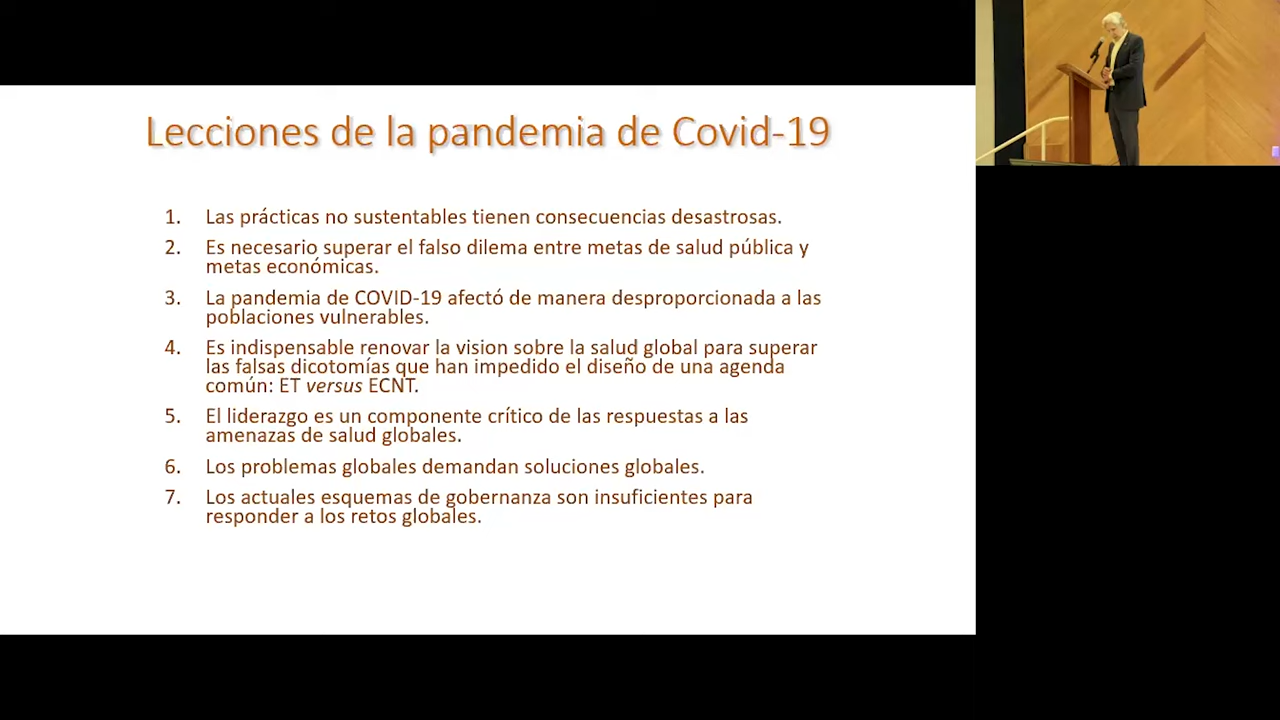 Lecciones de la pandemia de Covid-19
1. Las prácticas no sustentables tienen consecuencias desastrosas.
2. Es necesario superar el falso dilema entre metas de salud pública y
metas económicas.
3. La pandemia de COVID-19 afectó de manera desproporcionada a las
poblaciones vulnerables.
4. Es indispensable renovar la vision sobre la salud global para superar
las falsas dicotomías que han impedido el diseño de una agenda
común: ET versus ECNT.
5. El liderazgo es un componente crítico de las respuestas a las
amenazas de salud globales.
6. Los problemas globales demandan soluciones globales.
7. Los actuales esquemas de gobernanza son insuficientes para
responder a los retos globales.